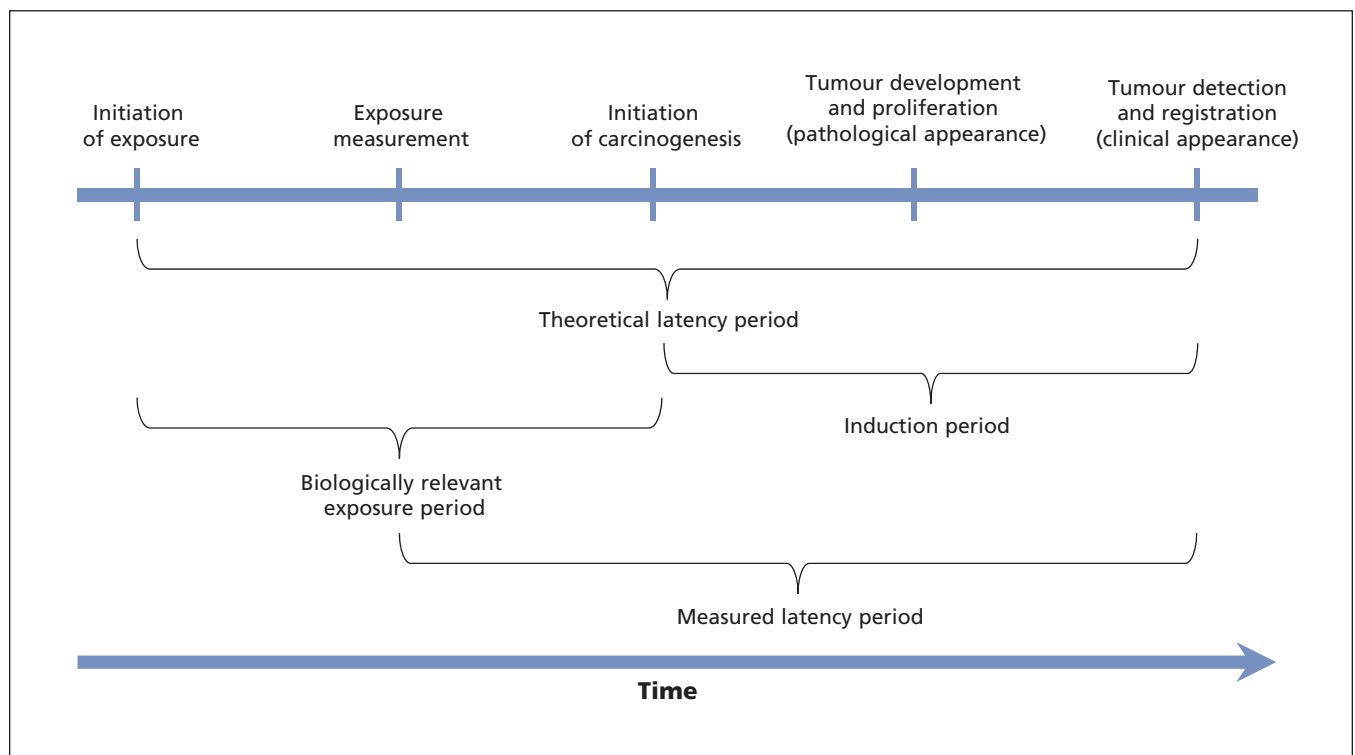 Initiation
of exposure
Exposure
measurement
Initiation
of carcinogenesis
Tumour development
and proliferation
(pathological appearance)
Tumour detection
and registration
(clinical appearance)
Theoretical latency period
Induction period
Biologically relevant
exposure period
Measured latency period
Time